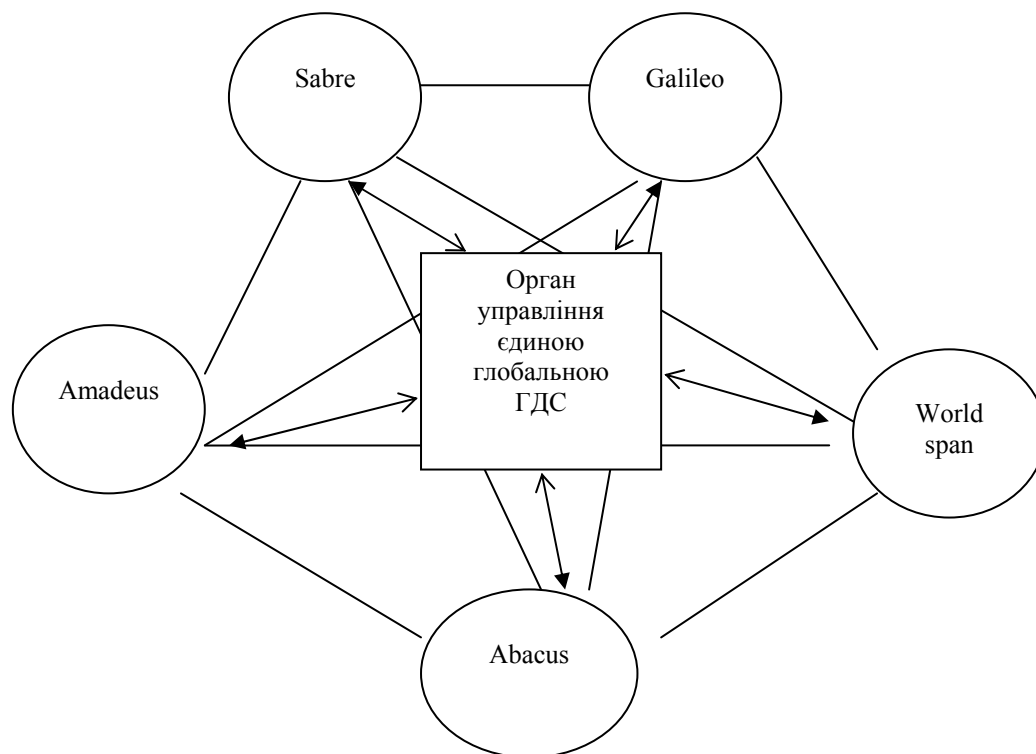 Sabre
Galileo
Орган
управління
єдиною
глобальною
ГДС
Amadeus
World
span
Abacus